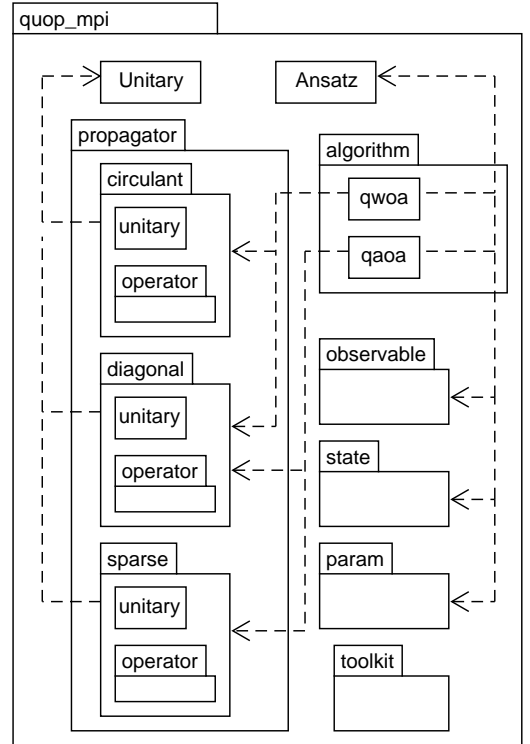 quop_mpi
Unitary
Ansatz
propagator
circulant
unitary
operator
diagonal
unitary
operator
sparse
unitary
operator
algorithm
qwoa
qaoa
observable
state
param
toolkit